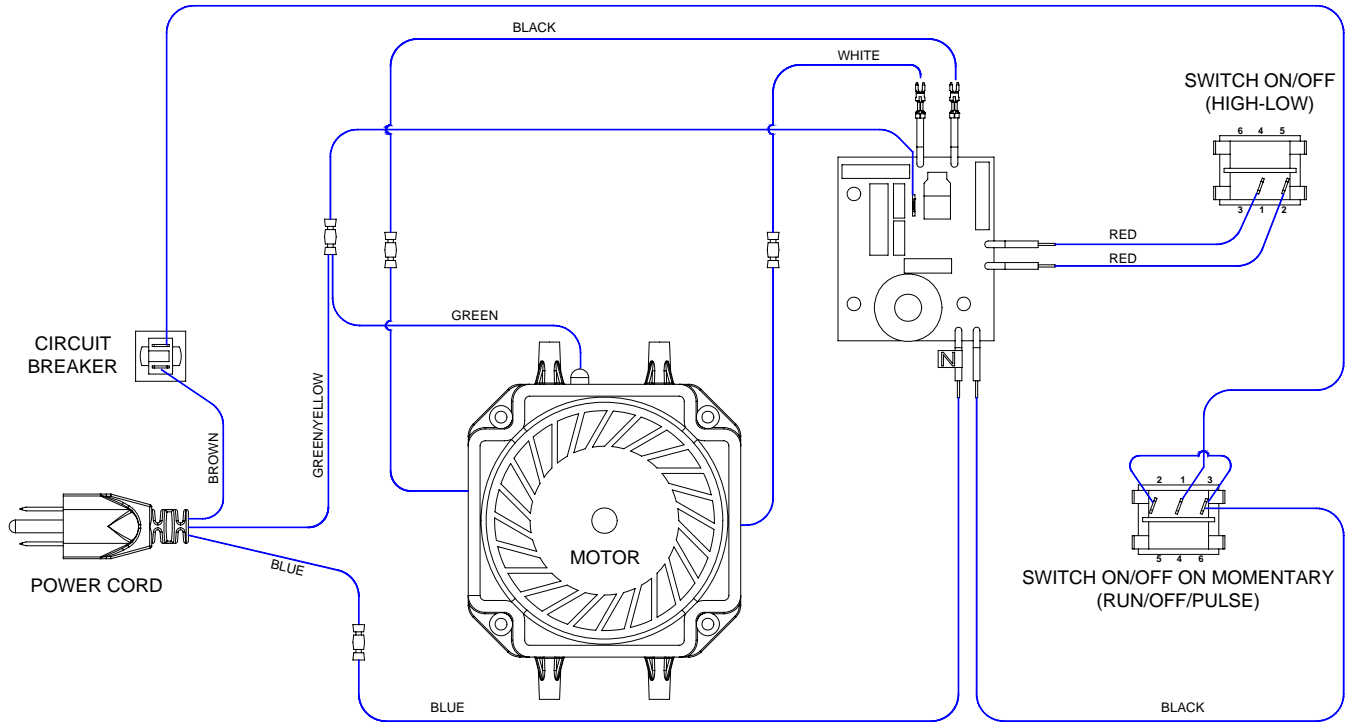 BLACK
WHITE
SWITCH ON/OFF
(HIGH-LOW)
6 4 5
3 1 2
RED
RED
GREEN
CIRCUIT
BREAKER
BROWN
GREEN/YELLOW
N
2 1 3
5 4 6
MOTOR
BLUE
POWER CORD
SWITCH ON/OFF ON MOMENTARY
(RUN/OFF/PULSE)
BLUE
BLACK